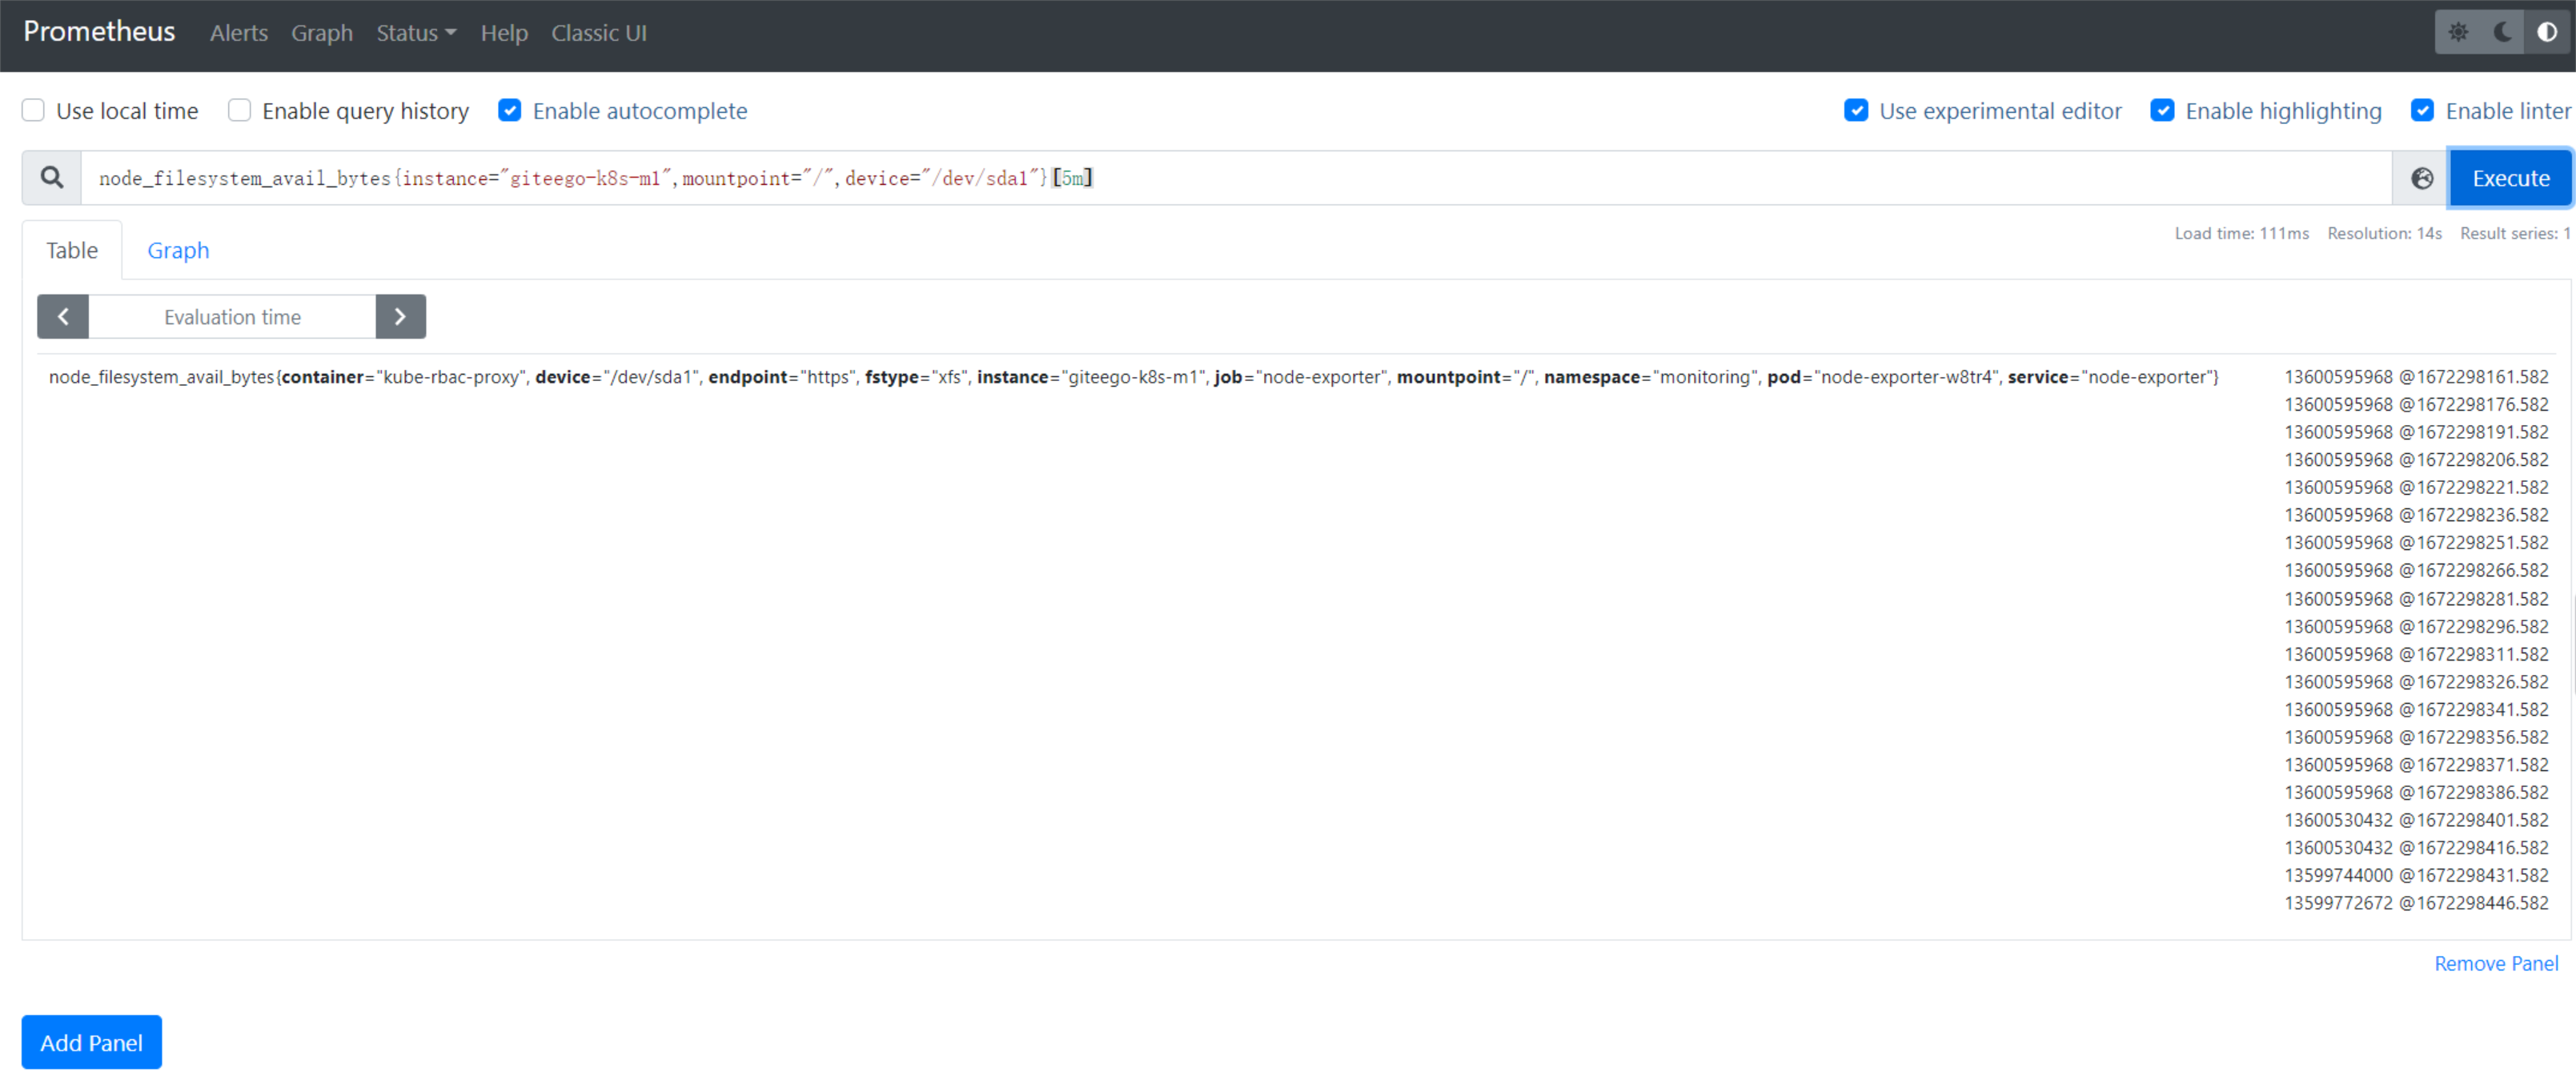 Prometheus Alerts Graph Status Help Classic UI
Use local time Enable query history Enable autocomplete Use experimental editor Enable highlighting Enable linter
node_filesystem_avail_bytes{instance="giteego-k8s-m1",mountpoint="/",device="/dev/sda1"}[5m] Execute
Load time: 111ms Resolution: 14s Result series: 1
Table Graph
Evaluation time
node_filesystem_avail_bytes{container="kube-rbac-proxy", device="/dev/sda1", endpoint="https", fstype="xfs", instance="giteego-k8s-m1", job="node-exporter", mountpoint="/", namespace="monitoring", pod="node-exporter-w8tr4", service="node-exporter"} 13600595968 @1672298161.582
13600595968 @1672298176.582
13600595968 @1672298191.582
13600595968 @1672298206.582
13600595968 @1672298221.582
13600595968 @1672298236.582
13600595968 @1672298251.582
13600595968 @1672298266.582
13600595968 @1672298281.582
13600595968 @1672298296.582
13600595968 @1672298311.582
13600595968 @1672298326.582
13600595968 @1672298341.582
13600595968 @1672298356.582
13600595968 @1672298371.582
13600595968 @1672298386.582
13600530432 @1672298401.582
13600530432 @1672298416.582
13599744000 @1672298431.582
13599772672 @1672298446.582
Remove Panel
Add Panel